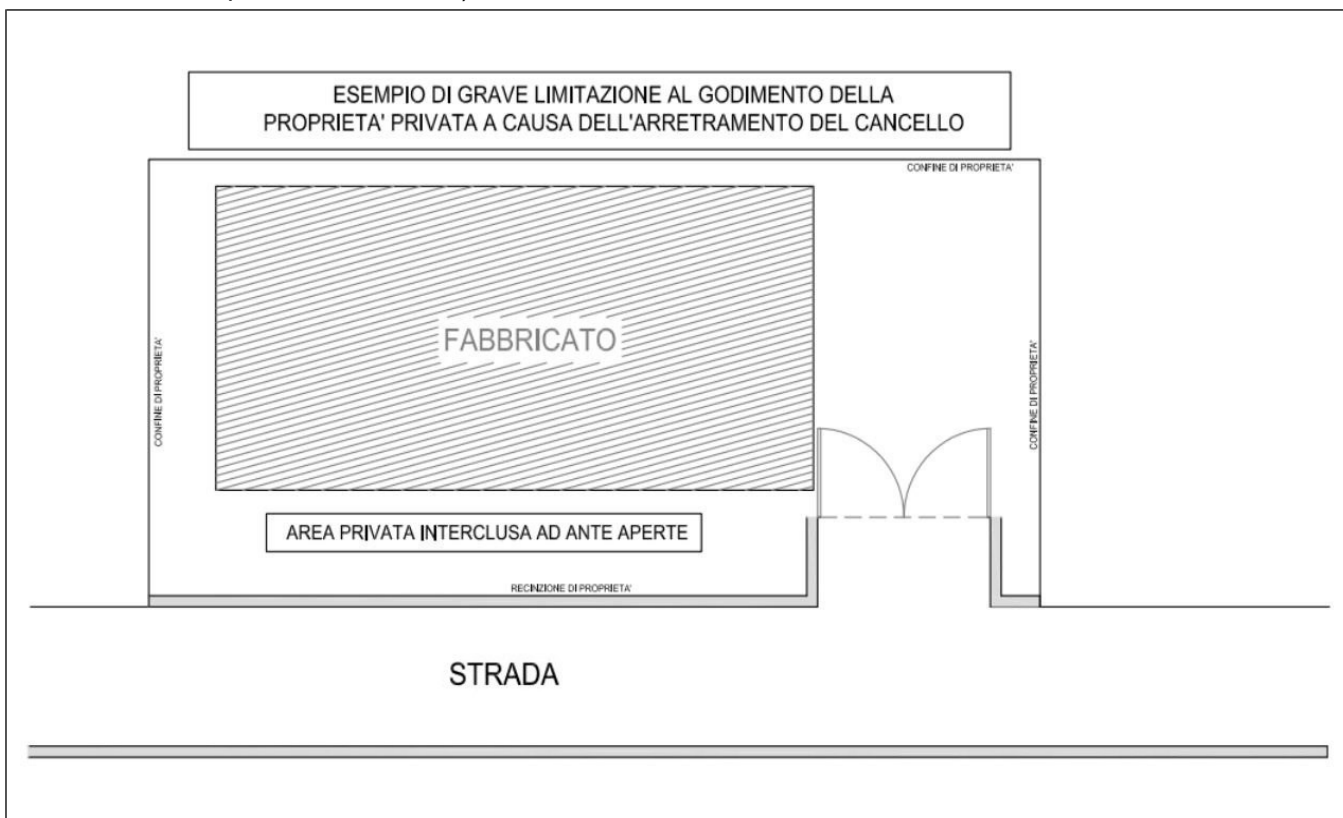 ESEMPIO DI GRAVE LIMITAZIONE AL GODIMENTO DELLA
PROPRIETA' PRIVATA A CAUSA DELL'ARRETRAMENTO DEL CANCELLO
CONFINE DI PROPRIETA'
FABBRICATO
CONFINE DI PROPRIETA'
CONFINE DI PROPRIETA'
AREA PRIVATA INTERCLUSA AD ANTE APERTE
RECINZIONE DI PROPRIETA'
STRADA